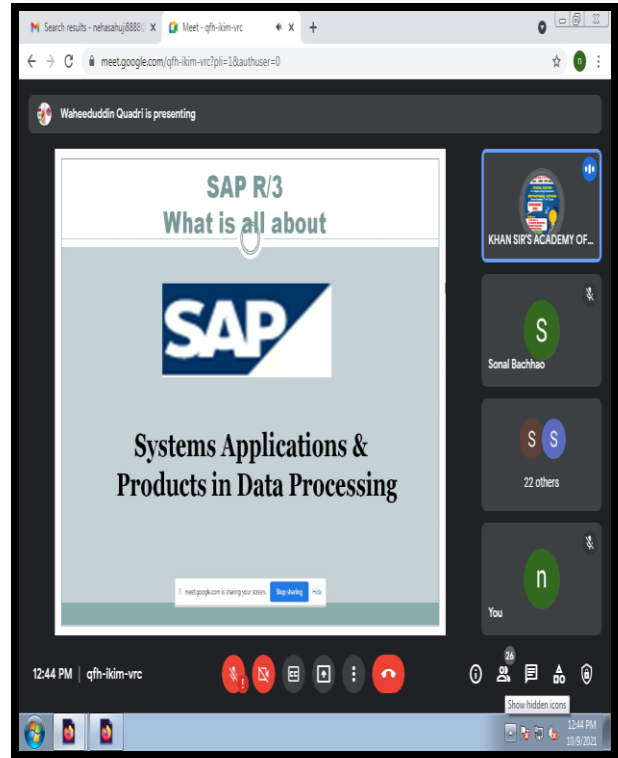 Search results - nehasahuji8888
Meet - qfh-ikim-vrc
meet.google.com/qfh-ikim-vrc?pli=1&authuser=0
n
Waheeduddin Quadri is presenting
SAP R/3
What is all about
SAP
Systems Applications &
Products in Data Processing
meet.google.com is sharing your screen.
Stop sharing
Hide
KHAN SIR'S ACADEMY OF...
S
Sonal Bachhao
S S
22 others
n
You
12:44 PM | qfh-ikim-vrc
26
Show hidden icons
12:44 PM
10/9/2021